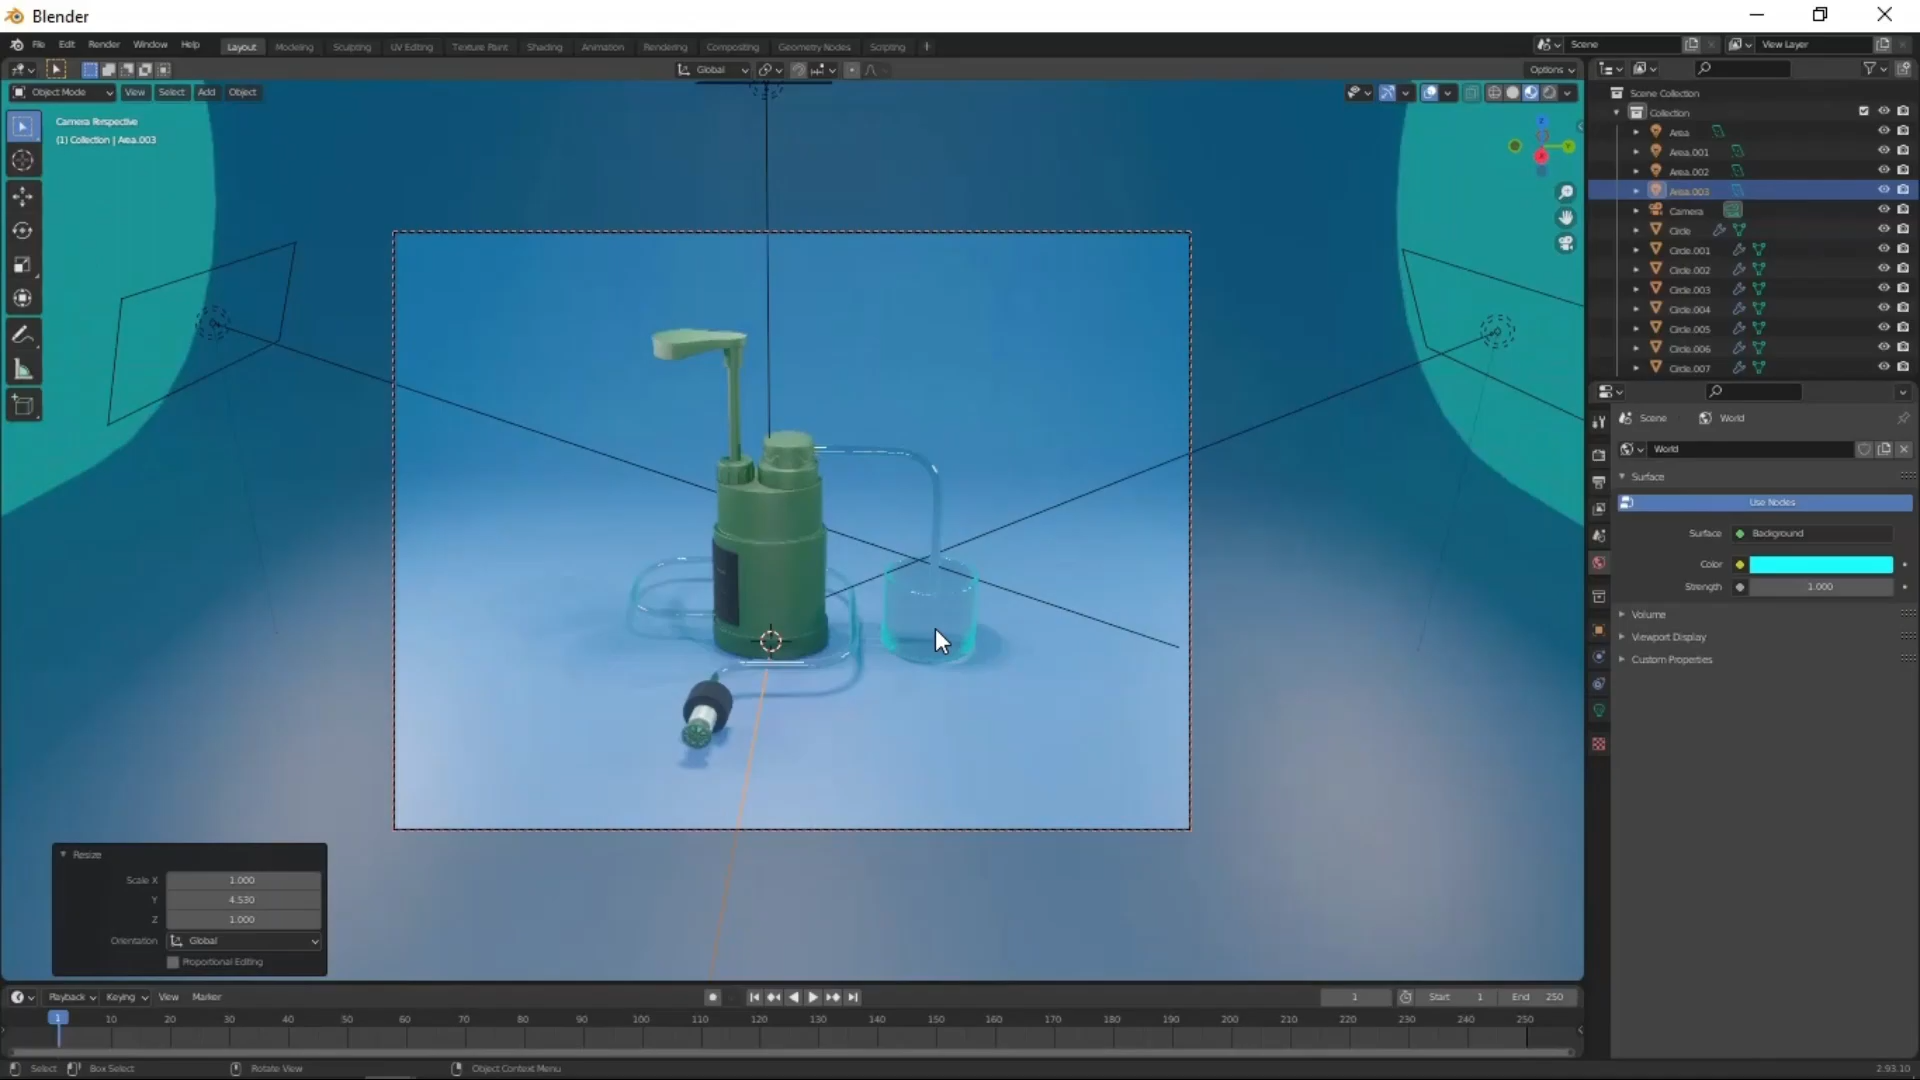 Blender
File Edit Render Window Help Layout Modeling Sculpting UV Editing Texture Paint Shading Animation Rendering Compositing Geometry Nodes Scripting + Scene View Layer
Global Options
Object Mode View Select Add Object
Camera Perspective
(1) Collection | Area.003
Scene Collection
Collection
Area
Area.001
Area.002
Area.003
Camera
Circle
Circle.001
Circle.002
Circle.003
Circle.004
Circle.005
Circle.006
Circle.007
Scene World
World
Surface
Use Nodes
Surface Background
Color
Strength 1.000
Volume
Viewport Display
Custom Properties
Resize
Scale X 1.000
Y 4.530
Z 1.000
Orientation Global
Proportional Editing
Playback Keying View Marker 1 Start 1 End 250
1 10 20 30 40 50 60 70 80 90 100 110 120 130 140 150 160 170 180 190 200 210 220 230 240 250
Select Box Select Rotate View Object Context Menu 2.93.10